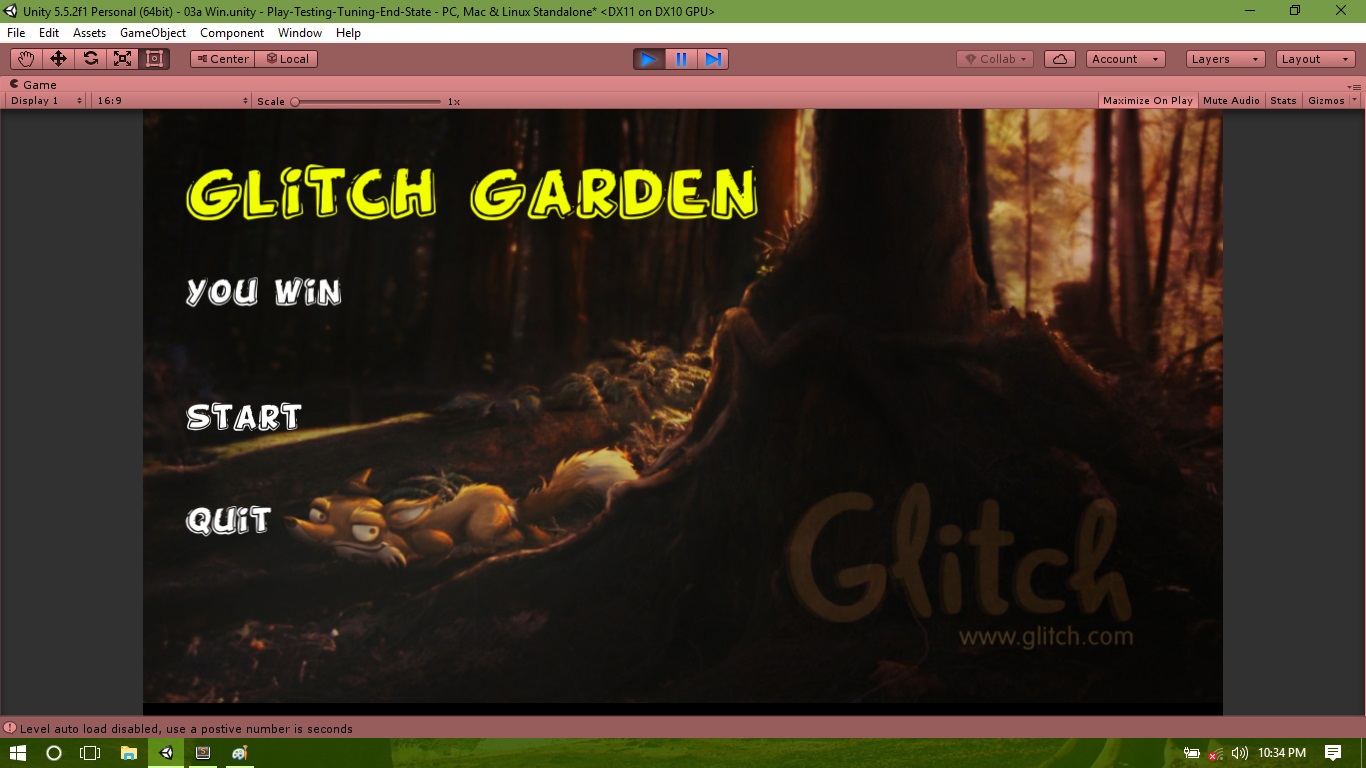 Unity 5.5.2f1 Personal (64bit) - 03a Win.unity - Play-Testing-Tuning-End-State - PC, Mac & Linux Standalone* <DX11 on DX10 GPU>
File Edit Assets GameObject Component Window Help
Center Local Collab Account Layers Layout
Game
Display 1 16:9 Scale 1x Maximize On Play Mute Audio Stats Gizmos
GLiTCH GARDEN
YOU WiN
START
QUiT
Glitch
www.glitch.com
Level auto load disabled, use a postive number is seconds
10:34 PM